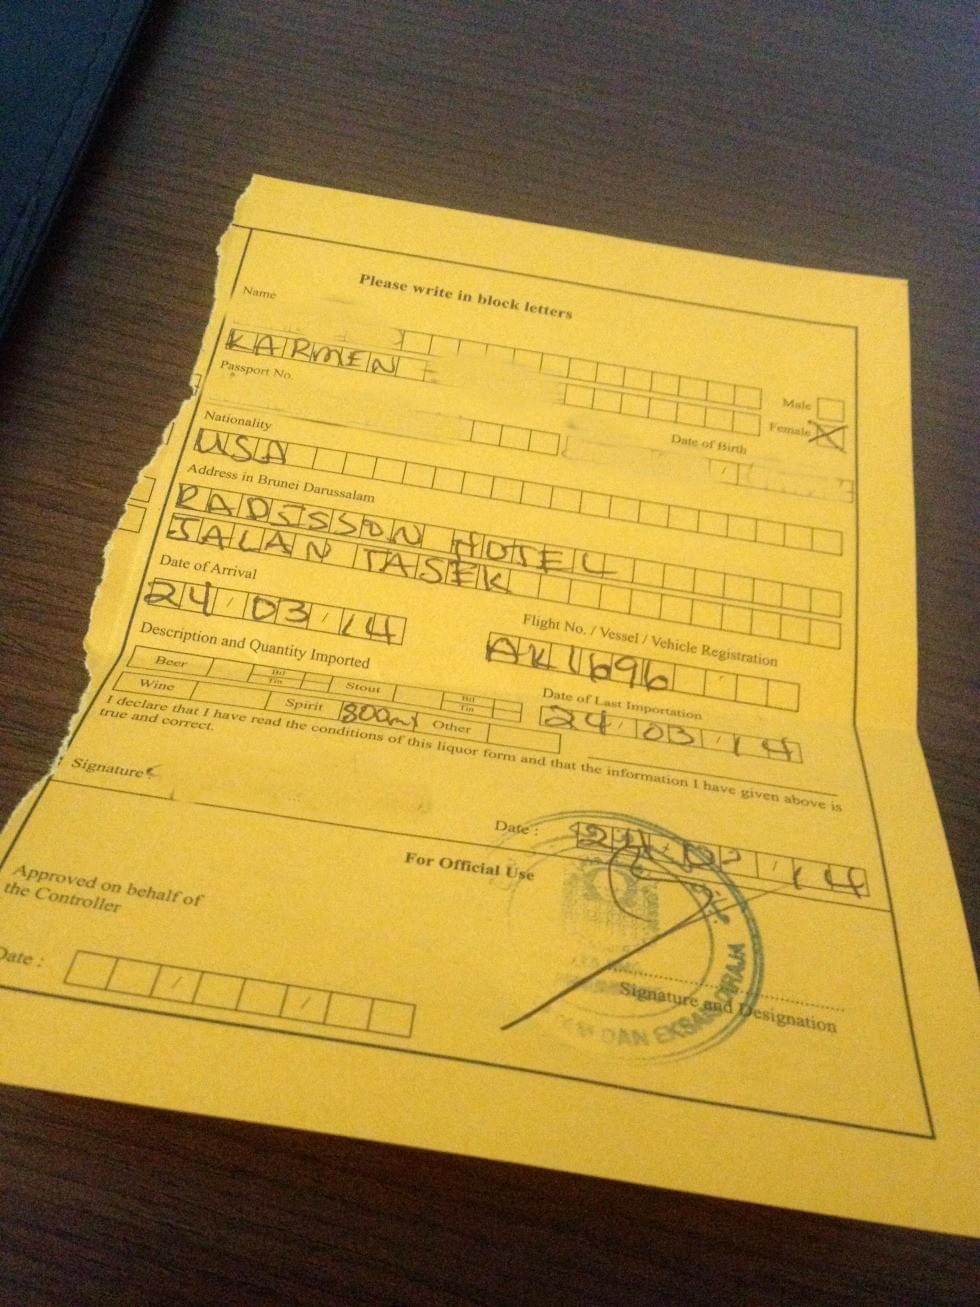 Please write in block letters
Name
KARMEN
Male
Passport No.
Female X
Date of Birth
Nationality
USA
Address in Brunei Darussalam
RADISSON HOTEL
JALAN TASEK
Date of Arrival
24/03/14
Flight No. / Vessel / Vehicle Registration
AK1696
Description and Quantity Imported
Date of Last Importation
24/03/14
Beer Btl Tin Stout Btl Tin
Wine Spirit 800ml Other
I declare that I have read the conditions of this liquor form and that the information I have given above is
true and correct.
Signature
Date :
14
For Official Use
Approved on behalf of
the Controller
Date :
Signature and Designation
DAN EKSAIS DIRAJA